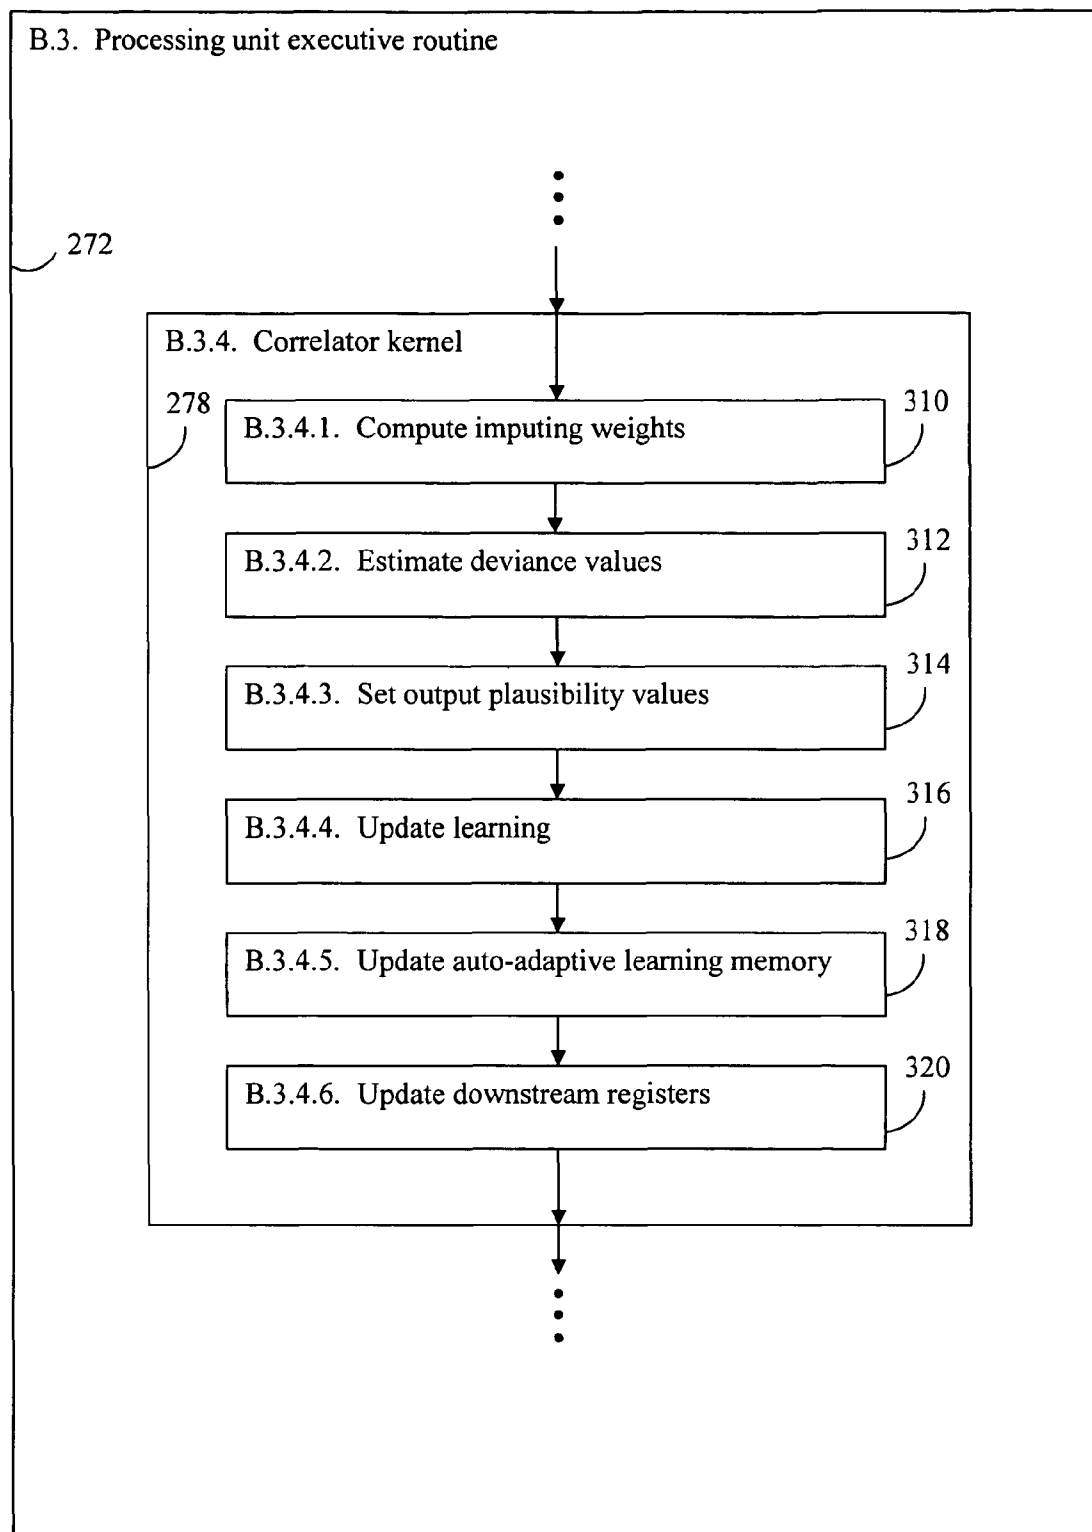 B.3. Processing unit executive routine
272
B.3.4. Correlator kernel
278
310
B.3.4.1. Compute imputing weights
312
B.3.4.2. Estimate deviance values
314
B.3.4.3. Set output plausibility values
316
B.3.4.4. Update learning
318
B.3.4.5. Update auto-adaptive learning memory
320
B.3.4.6. Update downstream registers